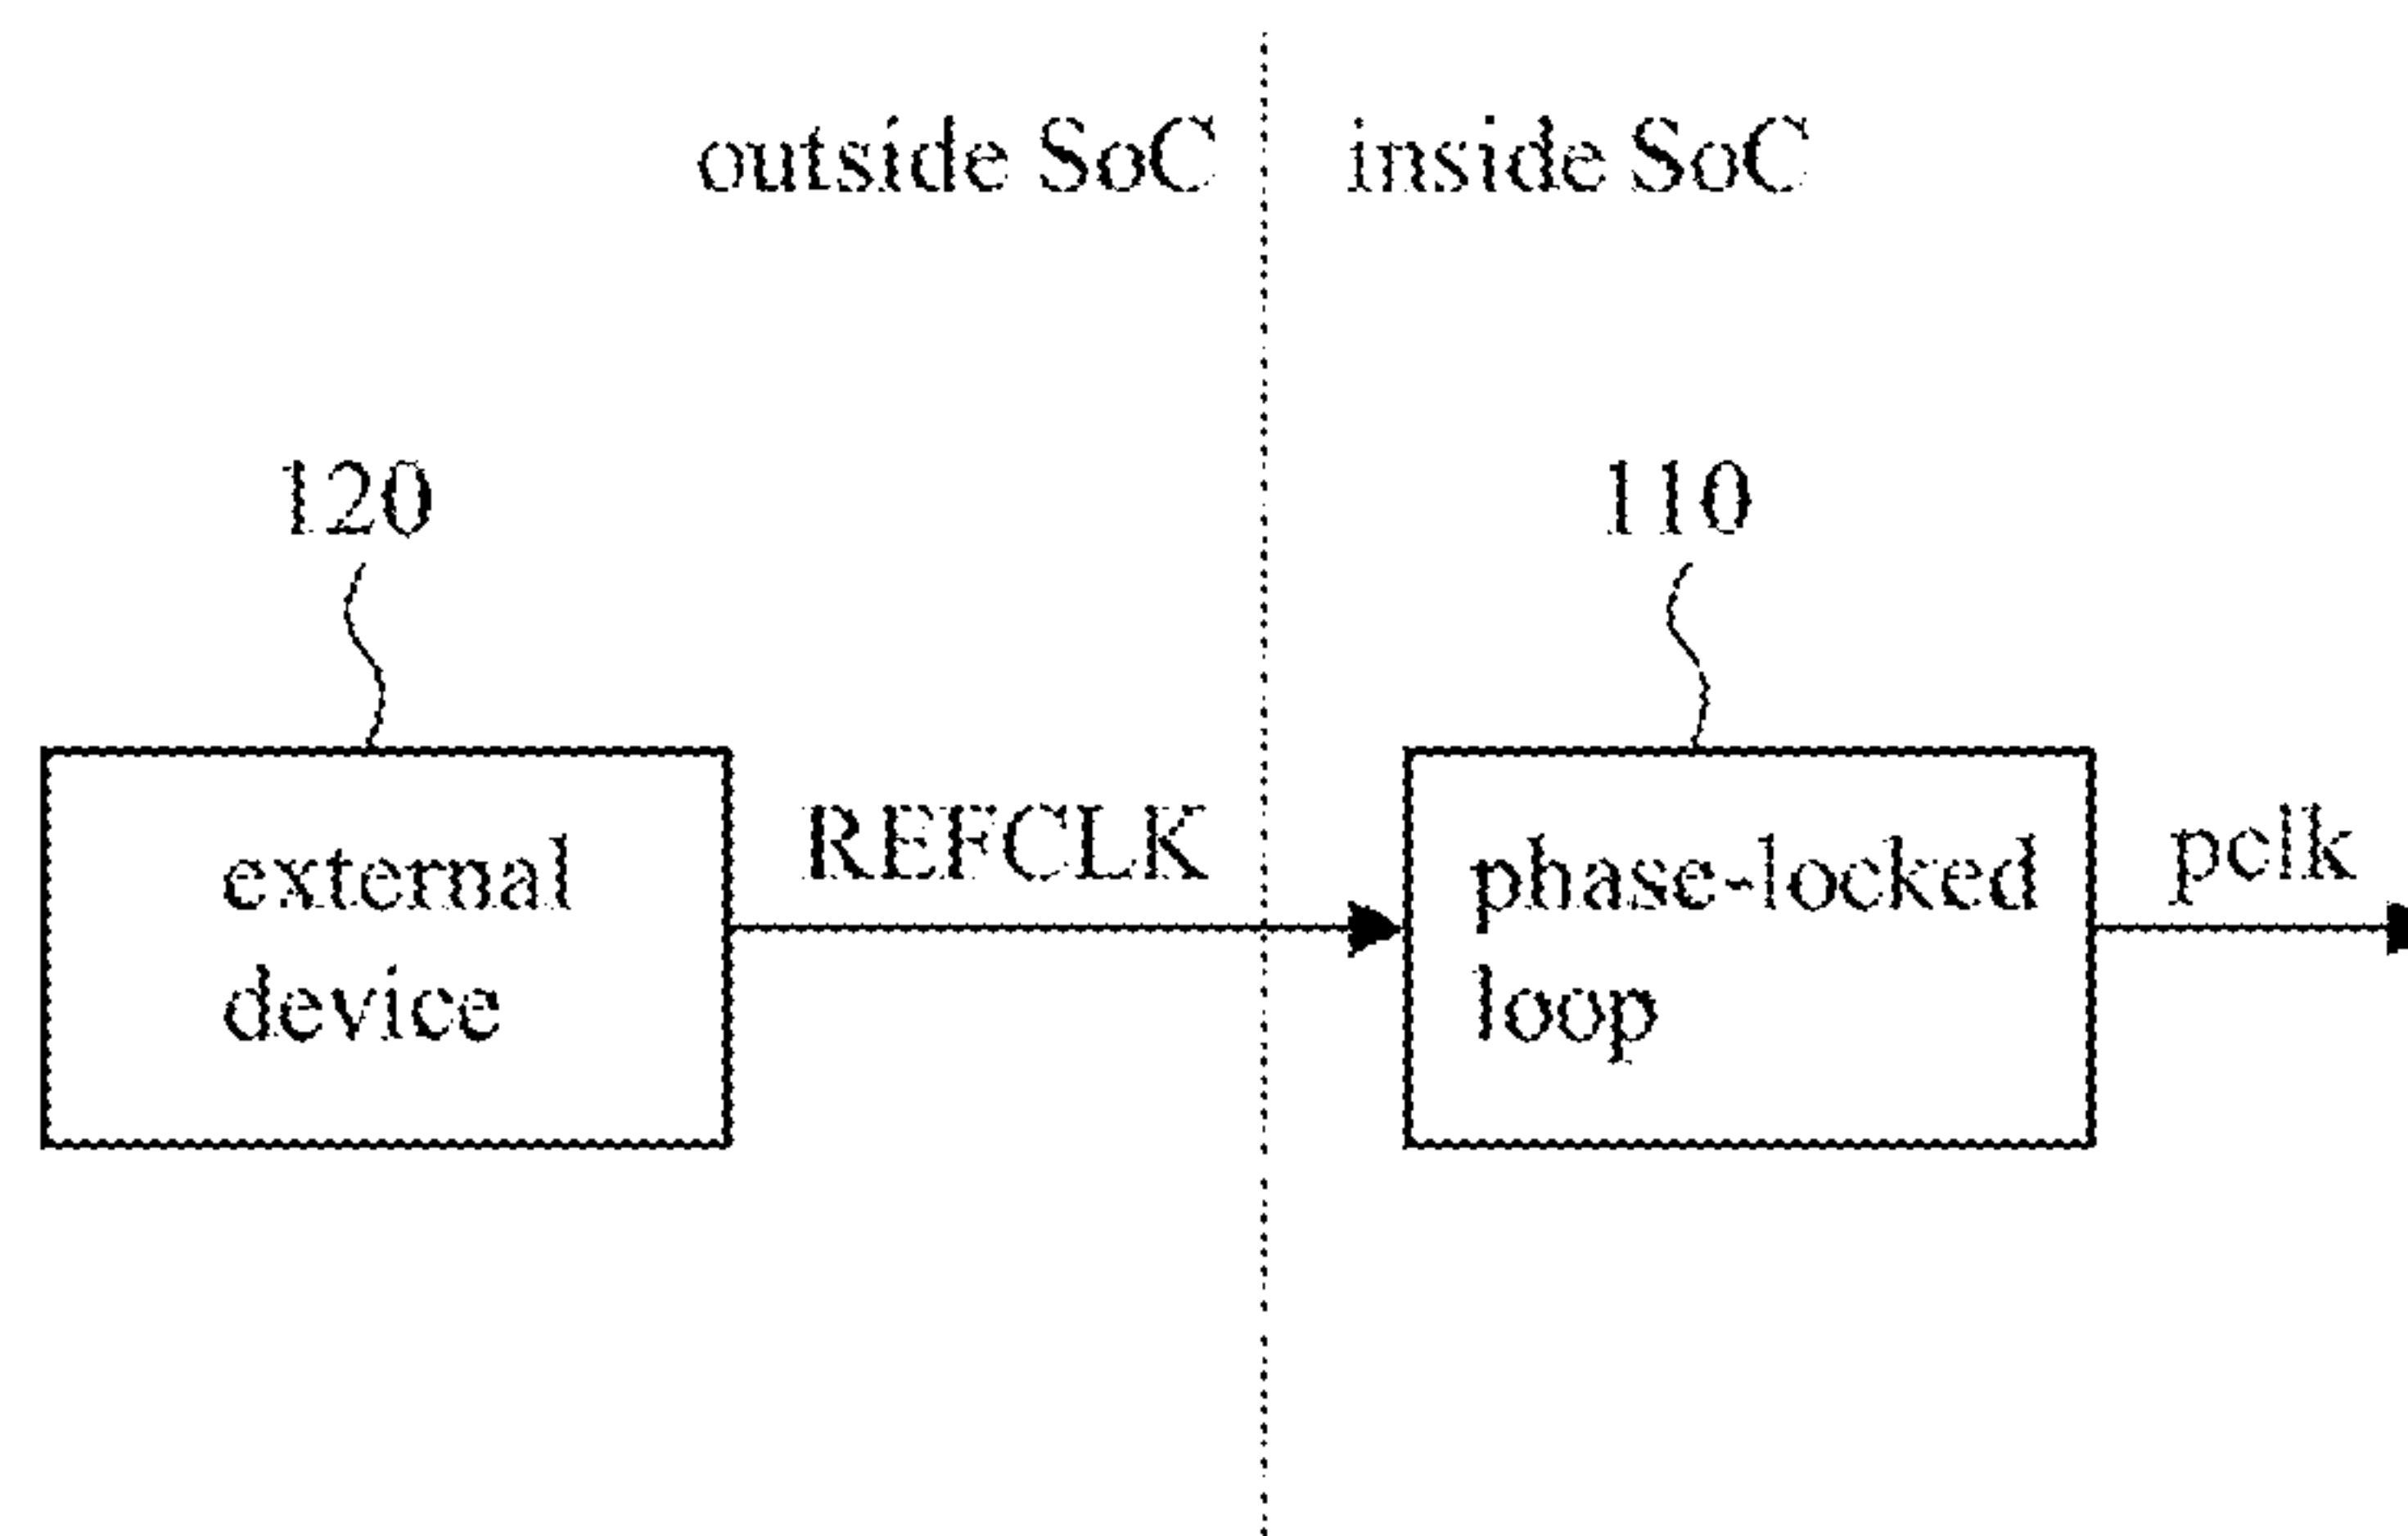 outside SoC
inside SoC
120
110
external
device
REFCLK
phase-locked
loop
pclk